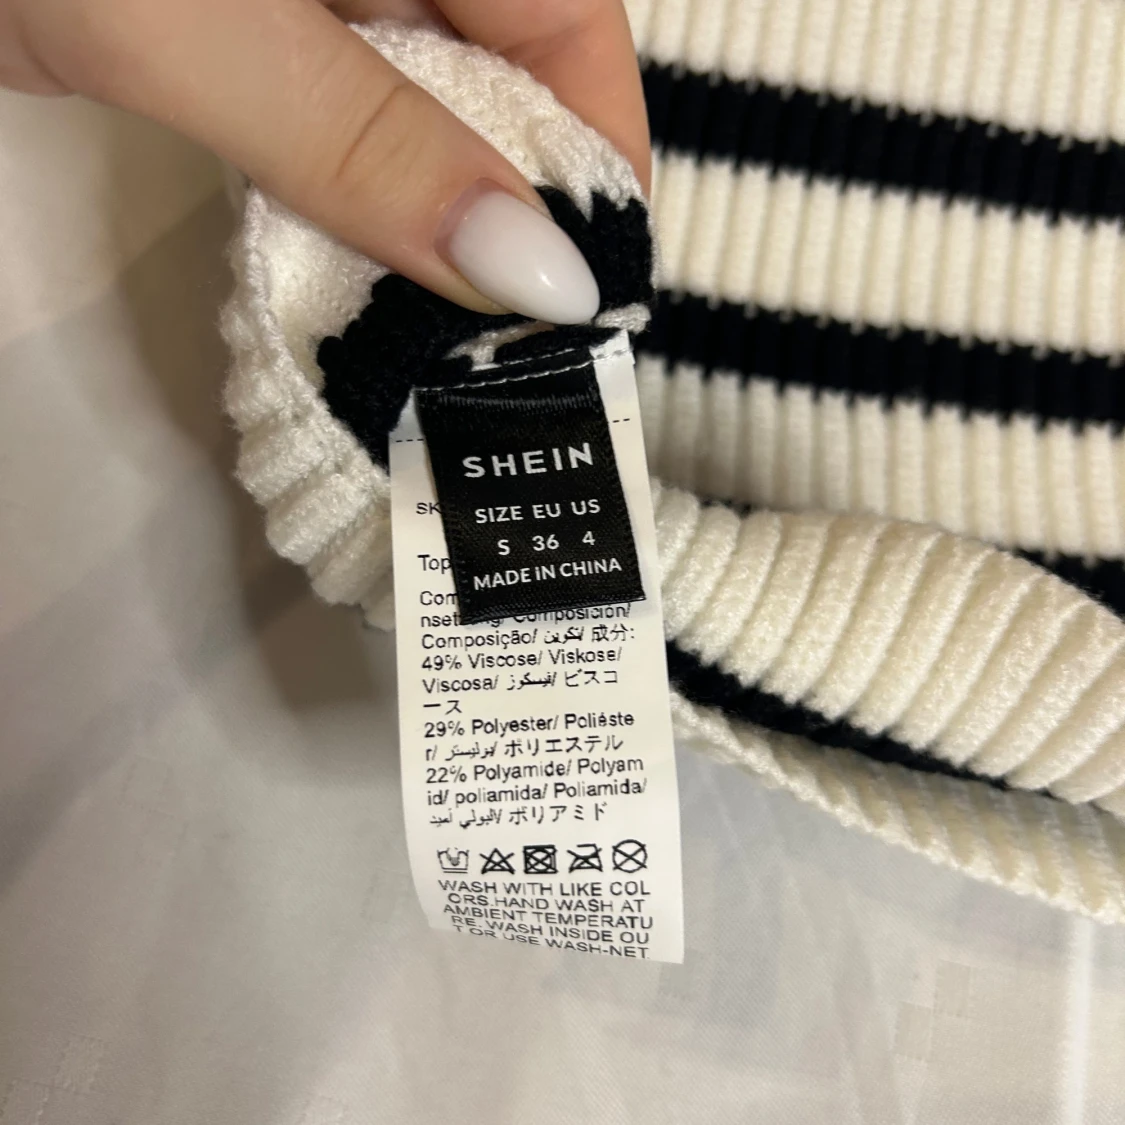 SHEIN
SIZE EU US
S 36 4
MADE IN CHINA
SK
Top
Com
nset Composición/
Composição/ تكوين/ 成分:
49% Viscose/ Viskose/
Viscosa/ فيسكوز/ ビスコ
ース
29% Polyester/ Poliéste
r/ بوليستر/ ポリエステル
22% Polyamide/ Polyam
id/ poliamida/ Poliamida/
البولي أميد/ ポリアミド
WASH WITH LIKE COL
ORS.HAND WASH AT
AMBIENT TEMPERATU
RE. WASH INSIDE OU
T OR USE WASH-NET